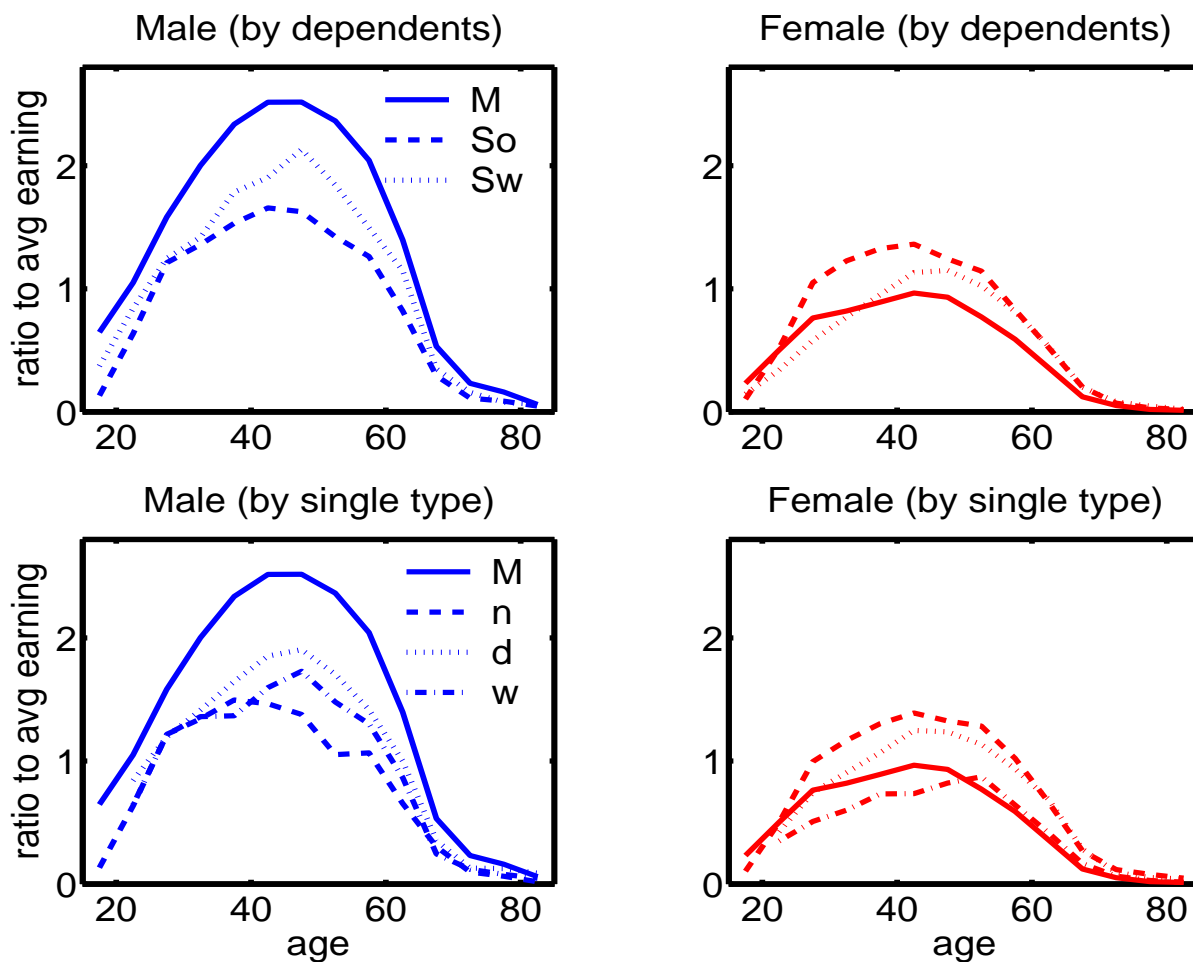 Male (by dependents)
ratio to avg earning
2
1
0
20 40 60 80
M
So
Sw
Female (by dependents)
2
1
0
20 40 60 80
Male (by single type)
ratio to avg earning
2
1
0
20 40 60 80
age
M
n
d
w
Female (by single type)
2
1
0
20 40 60 80
age